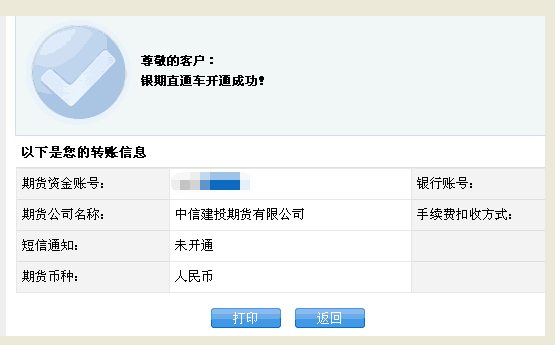 尊敬的客户：
银期直通车开通成功！
以下是您的转账信息
期货资金账号： 银行账号：
期货公司名称： 中信建投期货有限公司 手续费扣收方式：
短信通知： 未开通
期货币种： 人民币
打印 返回